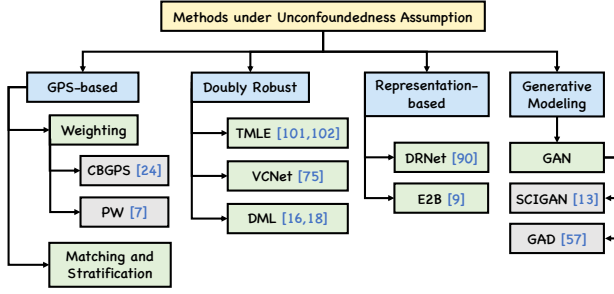 Methods under Unconfoundedness Assumption
GPS-based
Weighting
CBGPS [24]
PW [7]
Matching and
Stratification
Doubly Robust
TMLE [101,102]
VCNet [75]
DML [16,18]
Representation-
based
DRNet [90]
E2B [9]
Generative
Modeling
GAN
SCIGAN [13]
GAD [57]